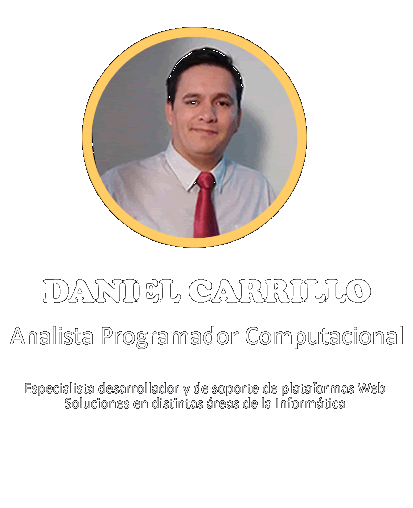 DANIEL CARRILLO
Analista Programador Computacional
Especialista desarrollador y de soporte de plataformas Web
Soluciones en distintas áreas de la Informática